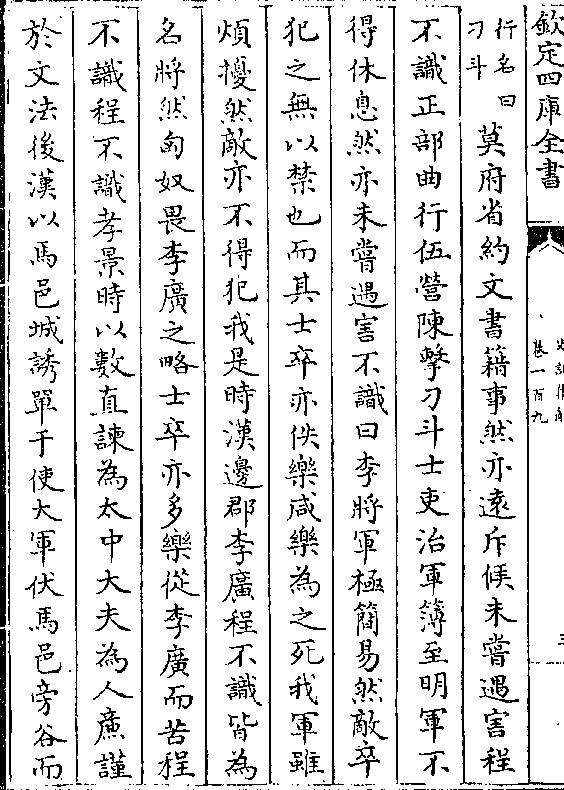 欽定四庫全書
卷一百九
行名曰
刁斗
莫府省約文書籍事然亦遠斥候未嘗遇害程
不識正部曲行伍營陳擊刁斗士吏治軍簿至明軍不
得休息然亦未嘗遇害不識曰李將軍極簡易然敵卒
犯之無以禁也而其士卒亦佚樂咸樂為之死我軍雖
煩擾然敵亦不得犯我是時漢邊郡李廣程不識皆為
名將然匈奴畏李廣之略士卒亦多樂從李廣而苦程
不識程不識孝景時以數直諫為太中大夫為人廉謹
於文法後漢以馬邑城誘單于使大軍伏馬邑旁谷而